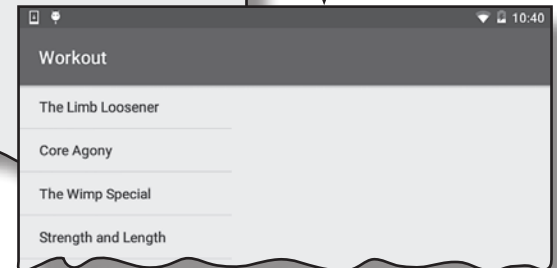 10:40
Workout
The Limb Loosener
Core Agony
The Wimp Special
Strength and Length